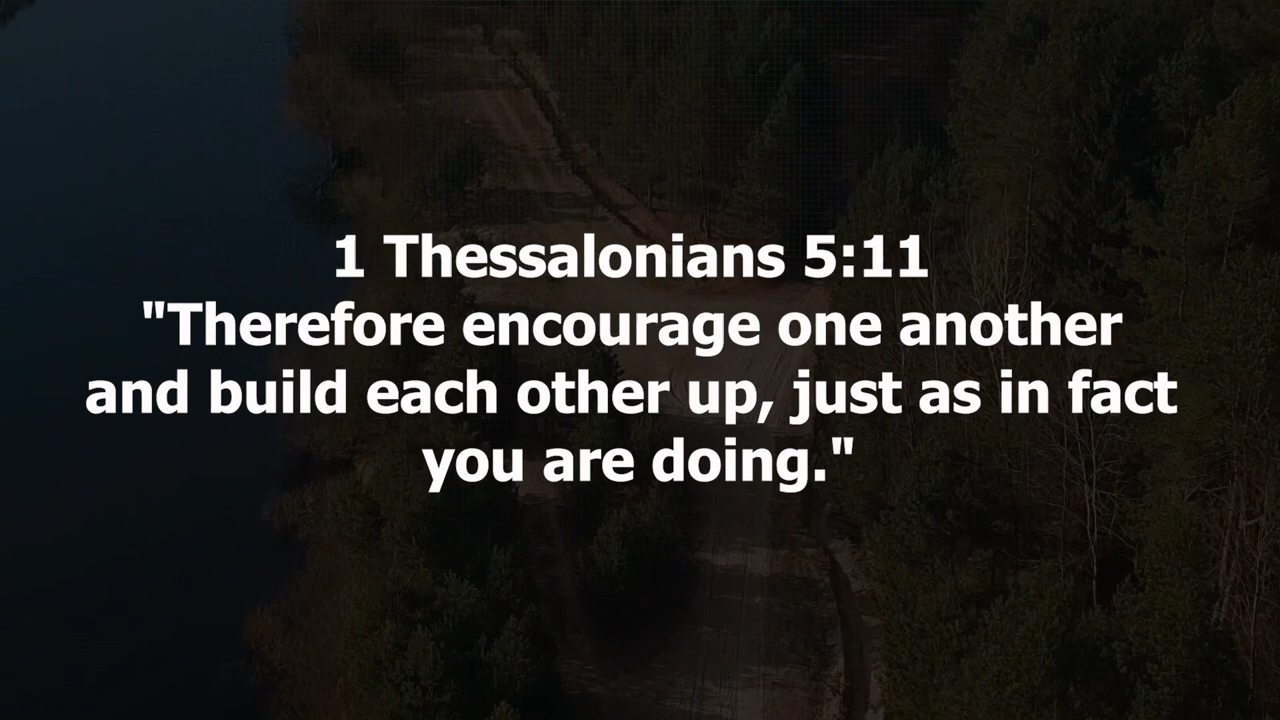 1 Thessalonians 5:11
"Therefore encourage one another
and build each other up, just as in fact
you are doing."